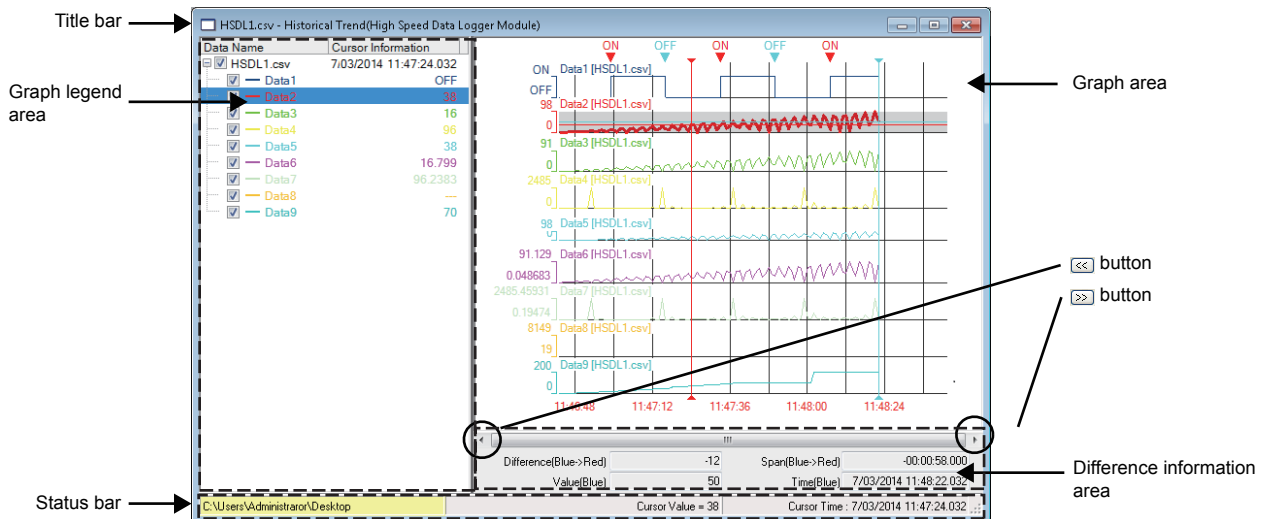 Title bar
HSDL1.csv - Historical Trend(High Speed Data Logger Module)
Data Name Cursor Information
HSDL1.csv 7/03/2014 11:47:24.032
Data1 OFF
Data2 38
Data3 16
Data4 96
Data5 38
Data6 16.799
Data7 96.2383
Data8 —
Data9 70
Graph legend
area
ON OFF ON OFF ON
ON Data1 [HSDL1.csv]
OFF
98 Data2 [HSDL1.csv]
0
91 Data3 [HSDL1.csv]
0
2485 Data4 [HSDL1.csv]
0
98 Data5 [HSDL1.csv]
0
91.129 Data6 [HSDL1.csv]
0.048683
2485.45931 Data7 [HSDL1.csv]
0.19474
8149 Data8 [HSDL1.csv]
19
200 Data9 [HSDL1.csv]
0
11:46:48 11:47:12 11:47:36 11:48:00 11:48:24
Graph area
<< button
>> button
Difference(Blue->Red) -12 Span(Blue->Red) -00:00:58.000
Value(Blue) 50 Time(Blue) 7/03/2014 11:48:22.032
Difference information
area
Status bar
C:\Users\Administraror\Desktop Cursor Value = 38 Cursor Time : 7/03/2014 11:47:24.032